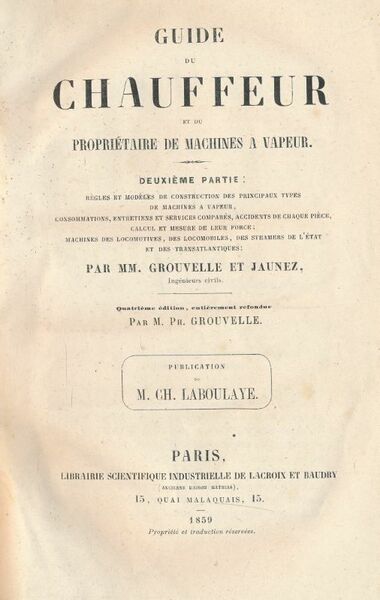 GUIDE
DU
CHAUFFEUR
ET DU
PROPRIÉTAIRE DE MACHINES A VAPEUR.
DEUXIÈME PARTIE:
RÈGLES ET MODÈLES DE CONSTRUCTION DES PRINCIPAUX TYPES
DE MACHINES A VAPEUR,
CONSOMMATIONS, ENTRETIENS ET SERVICES COMPARÉS, ACCIDENTS DE CHAQUE PIÈCE,
CALCUL ET MESURE DE LEUR FORCE;
MACHINES DES LOCOMOTIVES, DES LOCOMOBILES, DES STEAMERS DE L'ÉTAT
ET DES TRANSATLANTIQUES;
PAR MM. GROUVELLE ET JAUNEZ,
Ingénieurs civils.
Quatrième édition, entièrement refondue
PAR M. PH. GROUVELLE.
PUBLICATION
DE
M. CH. LABOULAYE.
PARIS,
LIBRAIRIE SCIENTIFIQUE INDUSTRIELLE DE LACROIX ET BAUDRY
(ANCIENNE MAISON MATHIAS),
15, QUAI MALAQUAIS, 15.
1859
Propriété et traduction réservées.